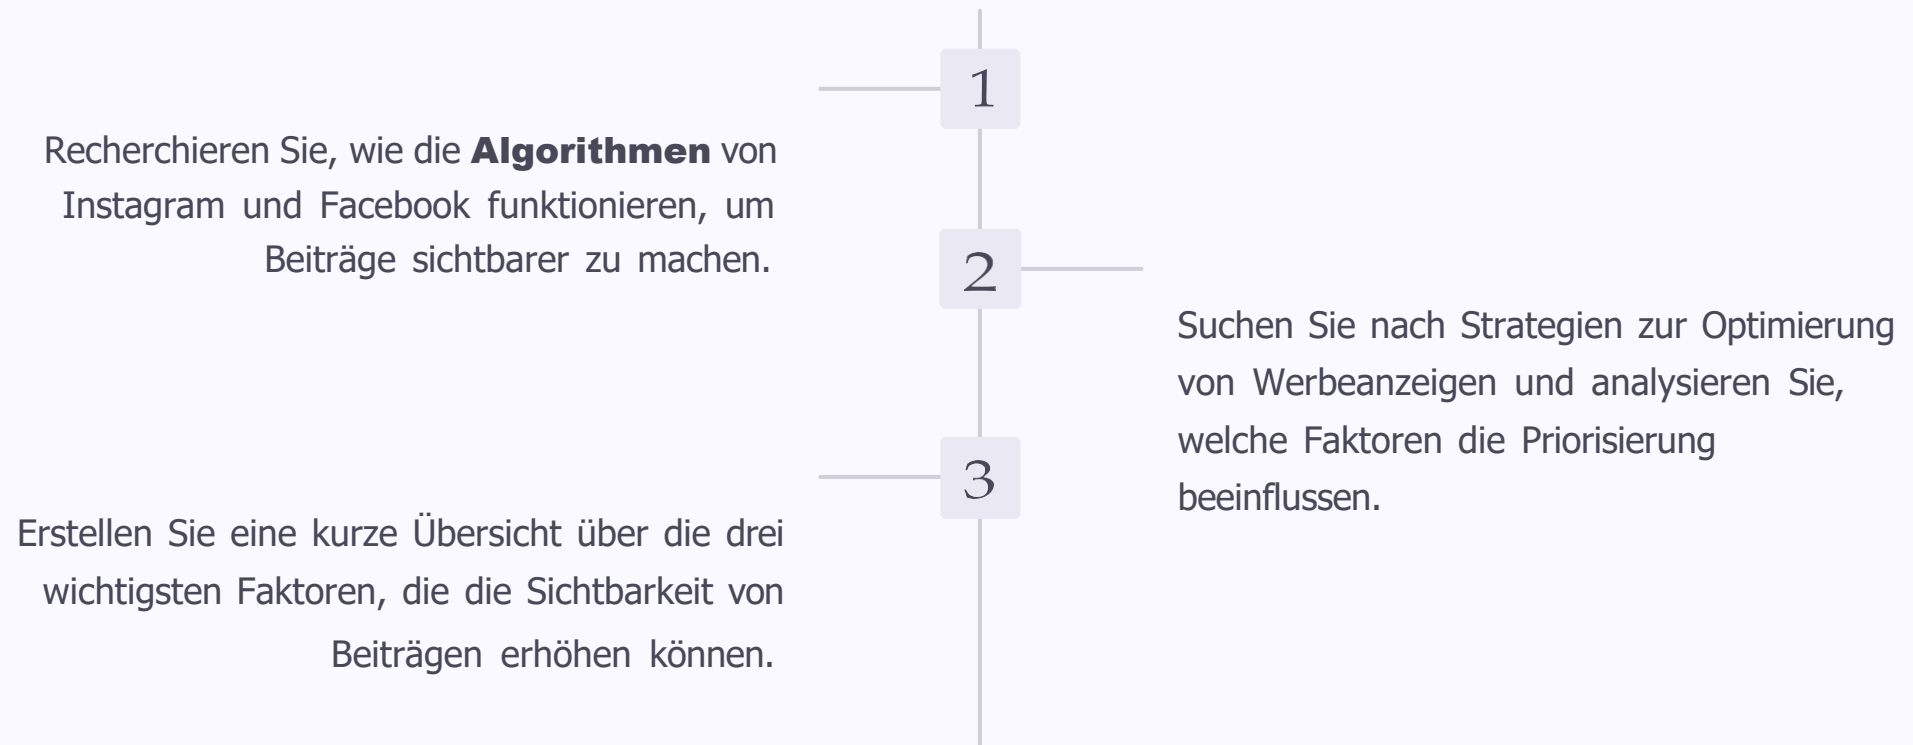 1
Recherchieren Sie, wie die Algorithmen von
Instagram und Facebook funktionieren, um
Beiträge sichtbarer zu machen.
2
Suchen Sie nach Strategien zur Optimierung
von Werbeanzeigen und analysieren Sie,
welche Faktoren die Priorisierung
beeinflussen.
3
Erstellen Sie eine kurze Übersicht über die drei
wichtigsten Faktoren, die die Sichtbarkeit von
Beiträgen erhöhen können.